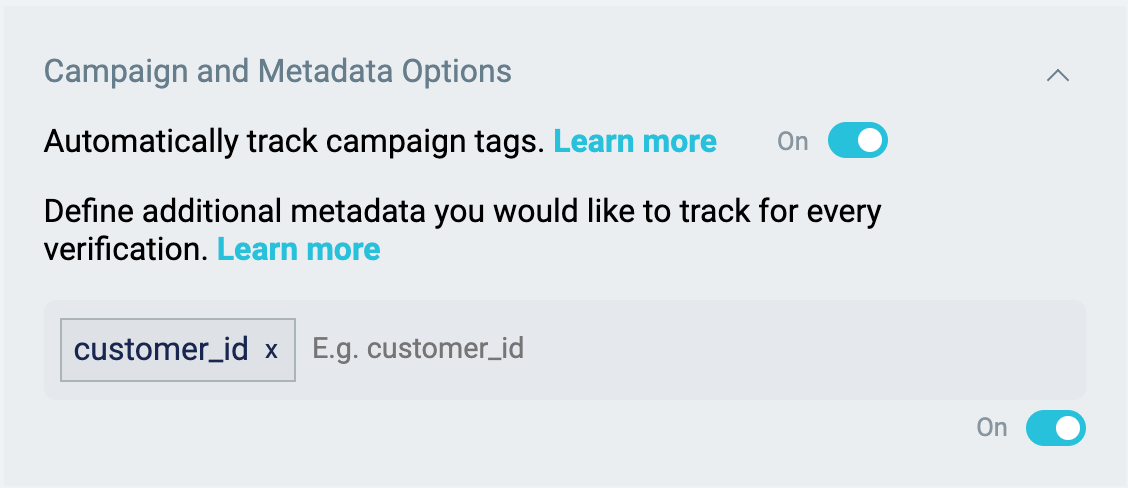 Campaign and Metadata Options
Automatically track campaign tags. Learn more On
Define additional metadata you would like to track for every
verification. Learn more
customer_id x E.g. customer_id
On